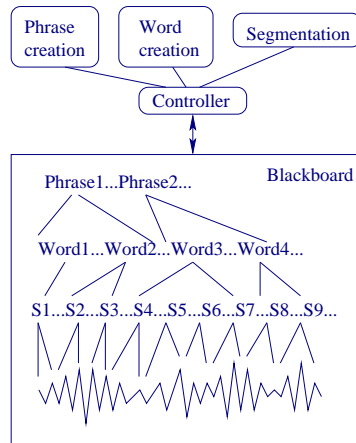 Phrase
creation
Word
creation
Segmentation
Controller
Blackboard
Phrase1...Phrase2...
Word1...Word2...Word3...Word4...
S1...S2...S3...S4...S5...S6...S7...S8...S9...